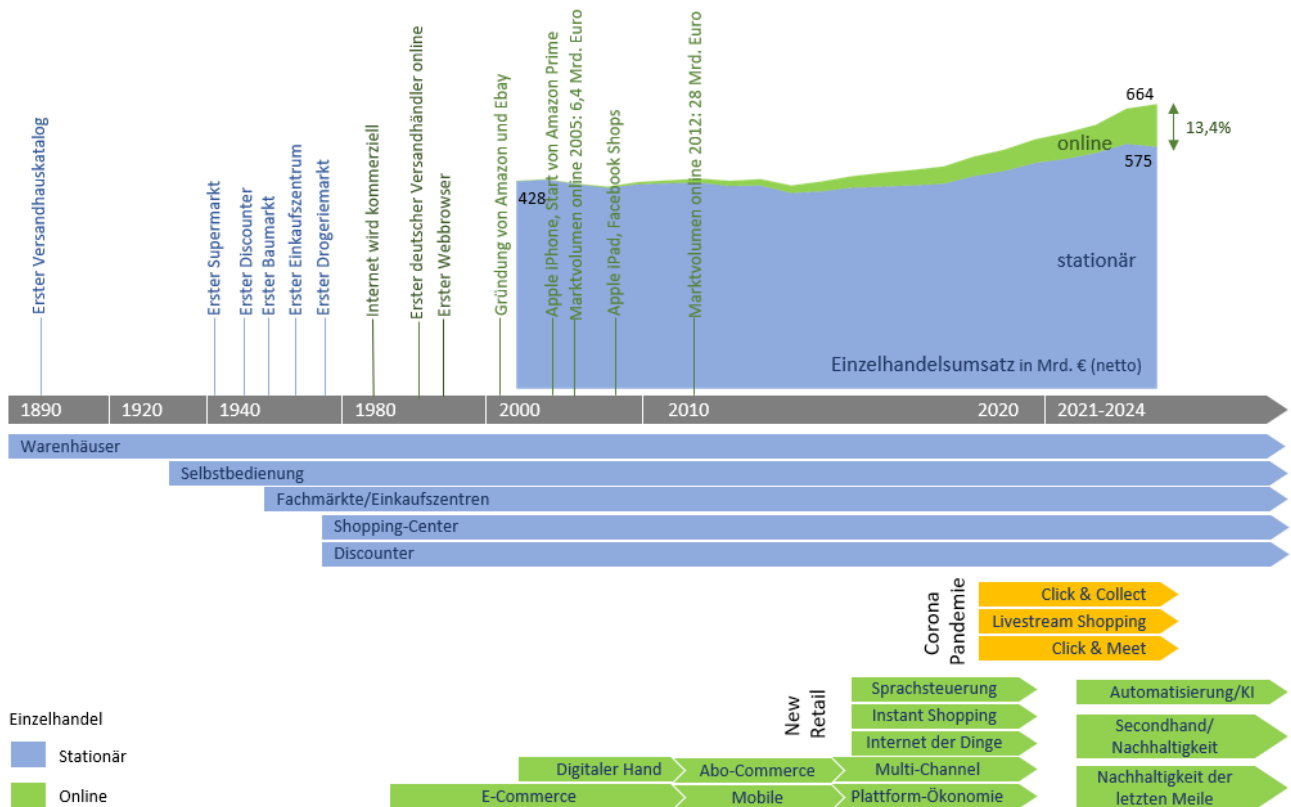 Erster Versandhauskatalog
Erster Supermarkt
Erster Discounter
Erster Baumarkt
Erster Einkaufszentrum
Erster Drogeriemarkt
Internet wird kommerziell
Erster deutscher Versandhändler online
Erster Webbrowser
Gründung von Amazon und Ebay
Apple iPhone, Start von Amazon Prime
Marktvolumen online 2005: 6,4 Mrd. Euro
Apple iPad, Facebook Shops
Marktvolumen online 2012: 28 Mrd. Euro
664
13,4%
online
575
428
stationär
Einzelhandelsumsatz in Mrd. € (netto)
1890
1920
1940
1980
2000
2010
2020
2021-2024
Warenhäuser
Selbstbedienung
Fachmärkte/Einkaufszentren
Shopping-Center
Discounter
Corona
Pandemie
Click & Collect
Livestream Shopping
Click & Meet
New
Retail
Sprachsteuerung
Instant Shopping
Internet der Dinge
Automatisierung/KI
Secondhand/
Nachhaltigkeit
Nachhaltigkeit der
letzten Meile
Digitaler Hand
Abo-Commerce
Multi-Channel
E-Commerce
Mobile
Plattform-Ökonomie
Einzelhandel
Stationär
Online